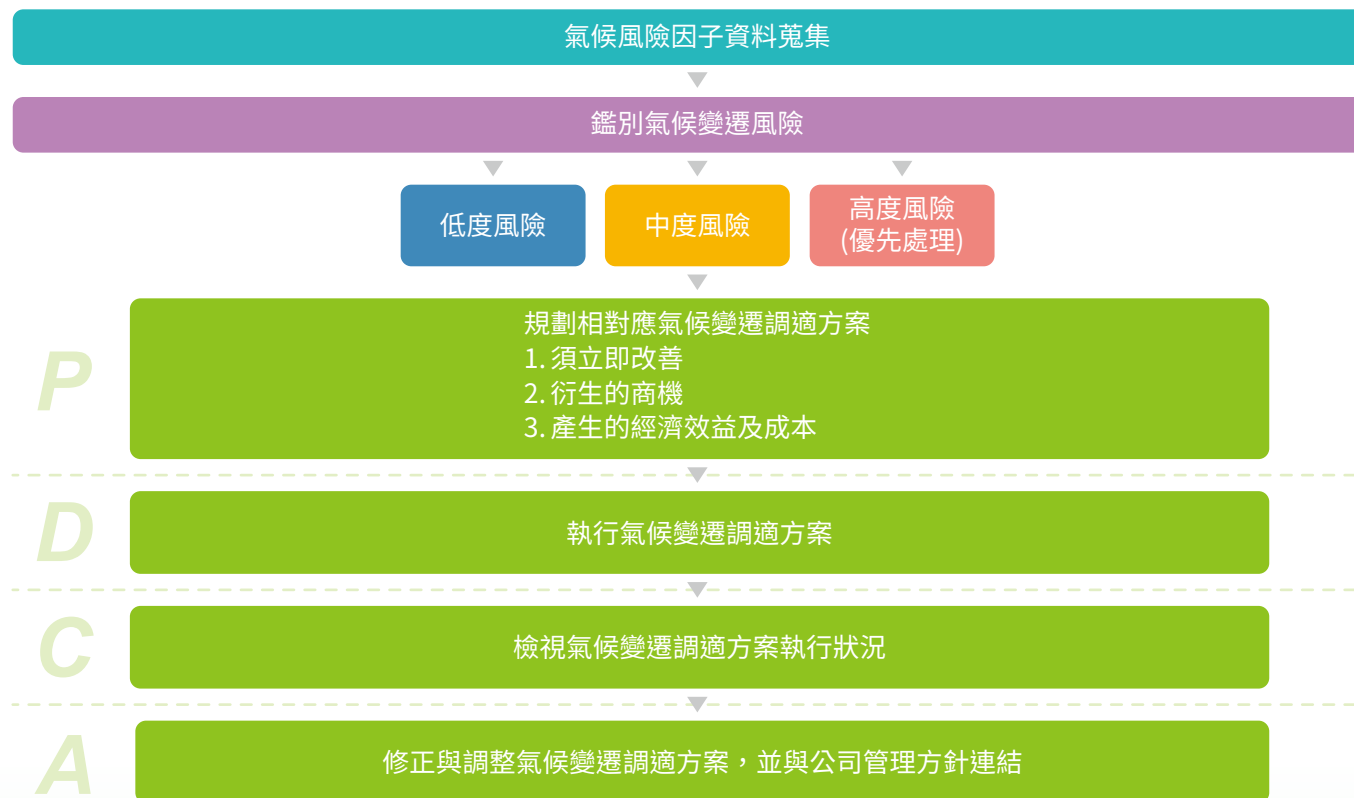 氣候風險因子資料蒐集
鑑別氣候變遷風險
低度風險
中度風險
高度風險
(優先處理)
P
規劃相對應氣候變遷調適方案
1. 須立即改善
2. 衍生的商機
3. 產生的經濟效益及成本
D
執行氣候變遷調適方案
C
檢視氣候變遷調適方案執行狀況
A
修正與調整氣候變遷調適方案，並與公司管理方針連結